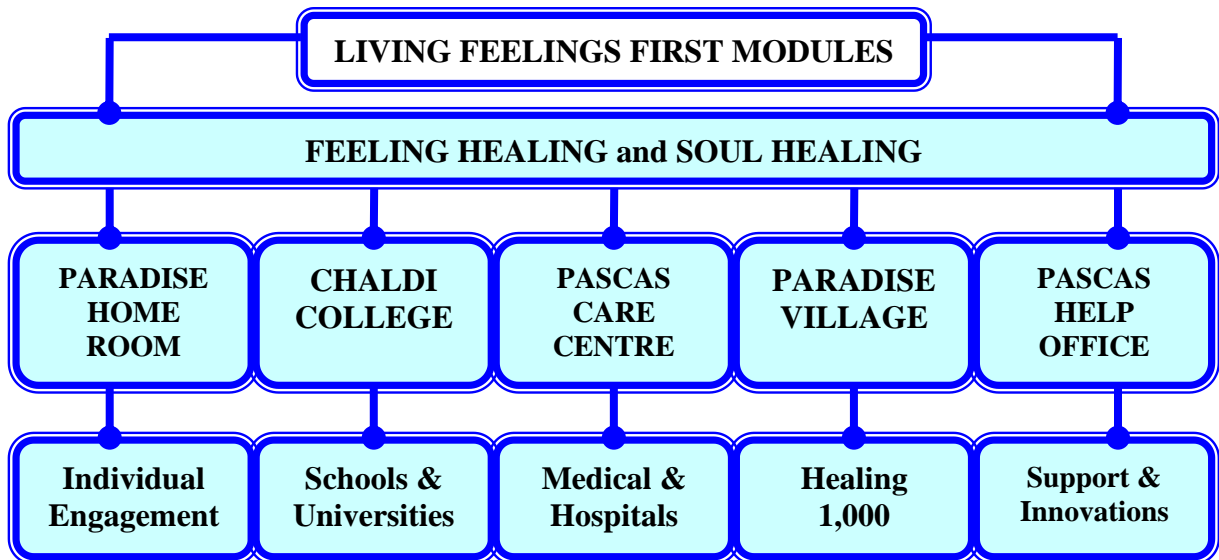 LIVING FEELINGS FIRST MODULES
FEELING HEALING and SOUL HEALING
PARADISE
HOME
ROOM
CHALDI
COLLEGE
PASCAS
CARE
CENTRE
PARADISE
VILLAGE
PASCAS
HELP
OFFICE
Individual
Engagement
Schools &
Universities
Medical &
Hospitals
Healing
1,000
Support &
Innovations